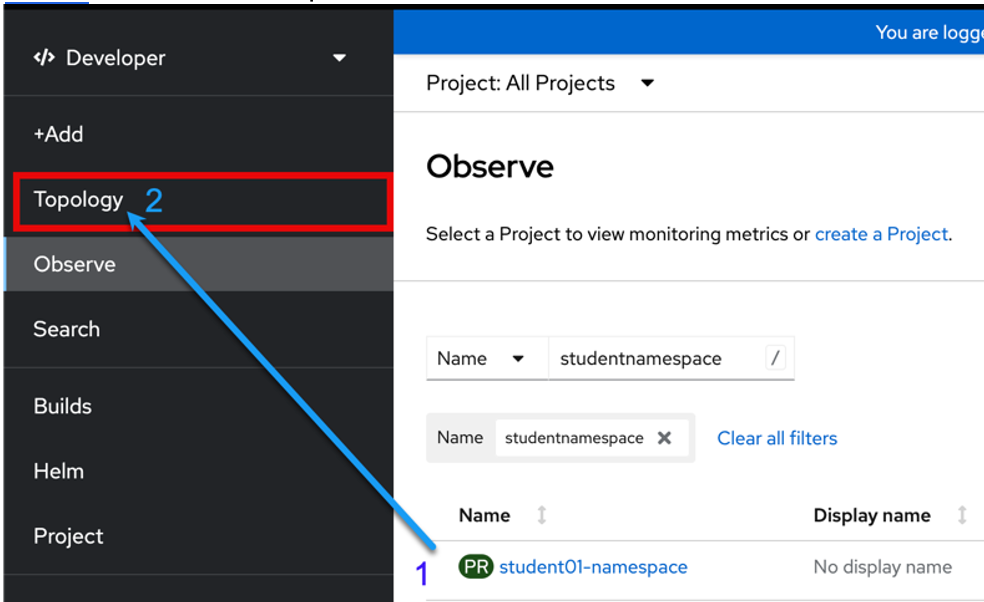 Developer
You are logge
Project: All Projects
+Add
Observe
Topology 2
Select a Project to view monitoring metrics or create a Project.
Observe
Search
Name studentnamespace /
Builds
Name studentnamespace Clear all filters
Helm
Name Display name
Project
1 PR student01-namespace No display name